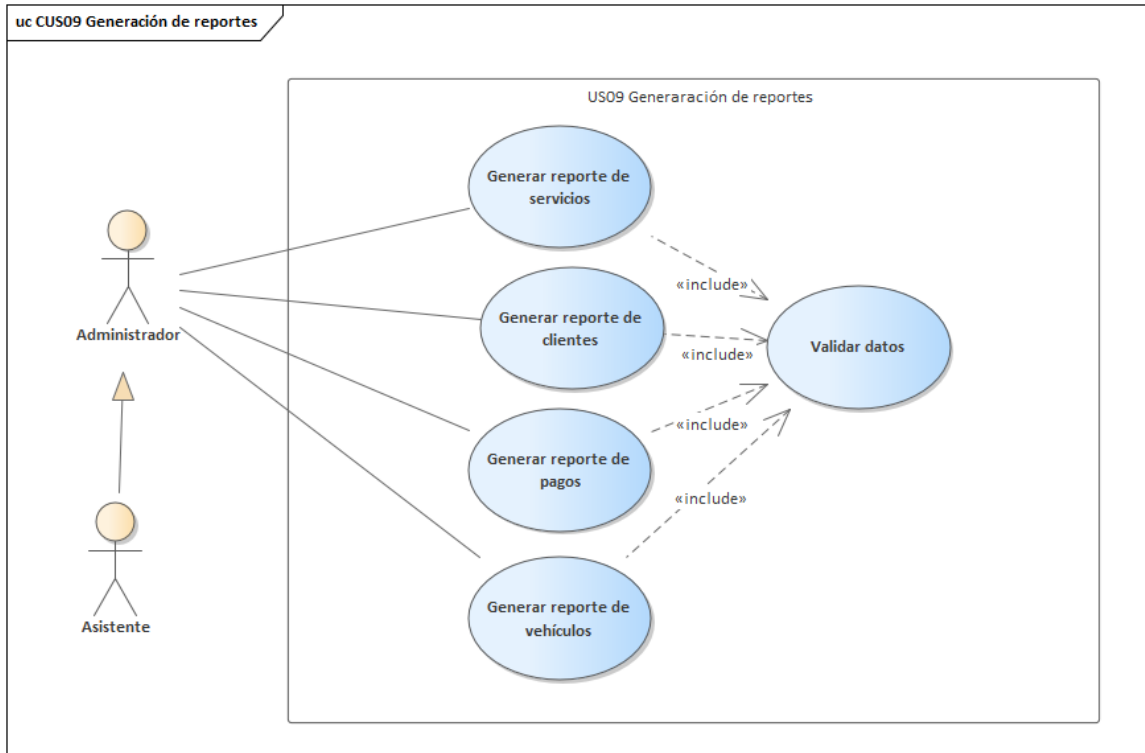 uc CUS09 Generación de reportes
US09 Generaración de reportes
Generar reporte de
servicios
«include»
Administrador
Generar reporte de
clientes
«include»
Validar datos
Generar reporte de
pagos
«include»
«include»
Asistente
Generar reporte de
vehículos